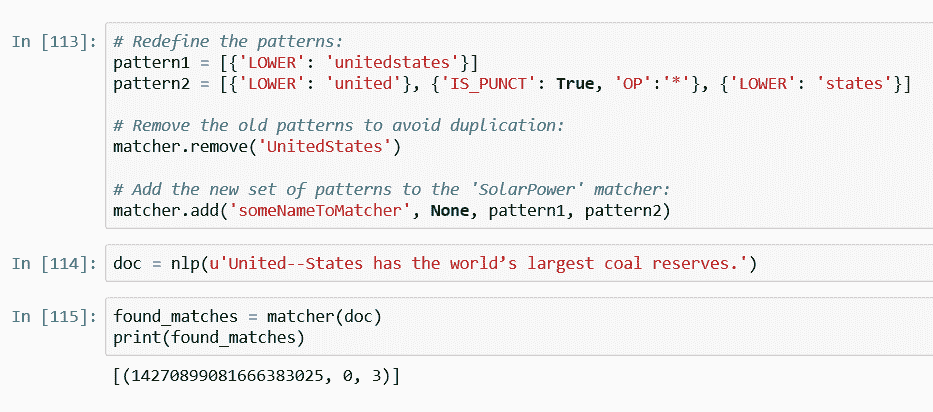 In [113]: # Redefine the patterns:
pattern1 = [{'LOWER': 'unitedstates'}]
pattern2 = [{'LOWER': 'united'}, {'IS_PUNCT': True, 'OP':'*'}, {'LOWER': 'states'}]
# Remove the old patterns to avoid duplication:
matcher.remove('UnitedStates')
# Add the new set of patterns to the 'SolarPower' matcher:
matcher.add('someNameToMatcher', None, pattern1, pattern2)
In [114]: doc = nlp(u'United--States has the world’s largest coal reserves.')
In [115]: found_matches = matcher(doc)
print(found_matches)
[(14270899081666383025, 0, 3)]